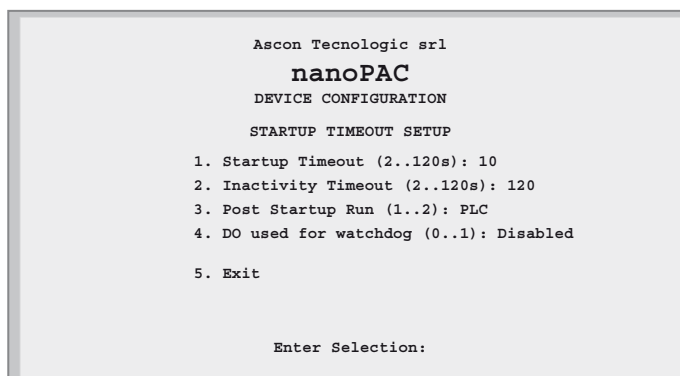 Ascon Tecnologic srl
nanoPAC
DEVICE CONFIGURATION
STARTUP TIMEOUT SETUP
1. Startup Timeout (2..120s): 10
2. Inactivity Timeout (2..120s): 120
3. Post Startup Run (1..2): PLC
4. DO used for watchdog (0..1): Disabled
5. Exit
Enter Selection: